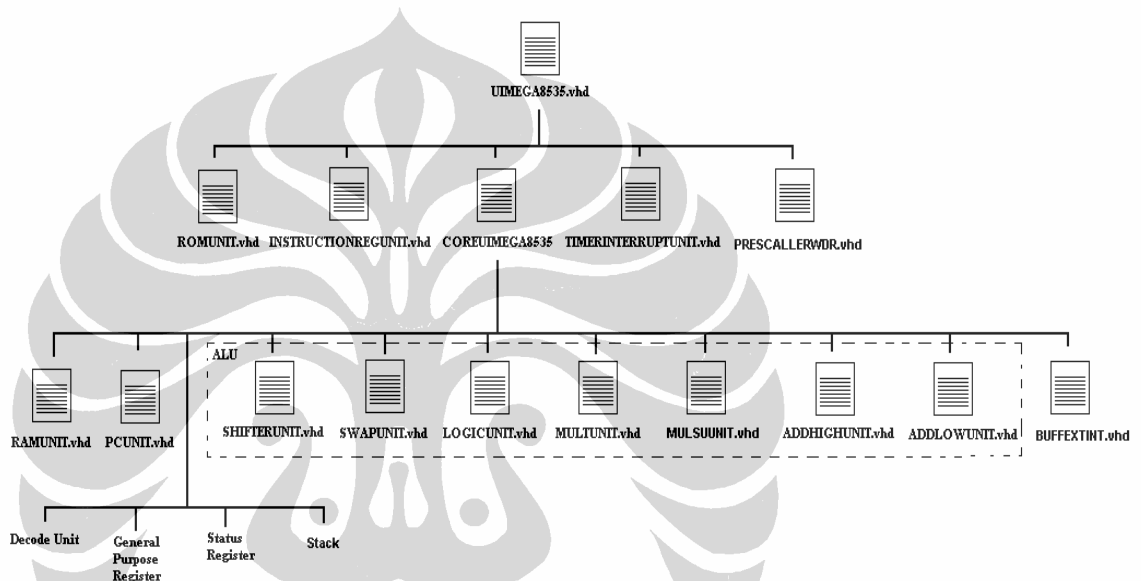 UIMEGA8535.vhd
ROMUNIT.vhd
INSTRUCTIONREGUNIT.vhd
COREUIMEGA8535
TIMERINTERRUPTUNIT.vhd
PRESCALLERWDR.vhd
ALU
RAMUNIT.vhd
PCUNIT.vhd
SHIFTERUNIT.vhd
SWAPUNIT.vhd
LOGICUNIT.vhd
MULTUNIT.vhd
MULSUUNIT.vhd
ADDHIGHUNIT.vhd
ADDLOWUNIT.vhd
BUFFEXTINT.vhd
Decode Unit
General
Purpose
Register
Status
Register
Stack